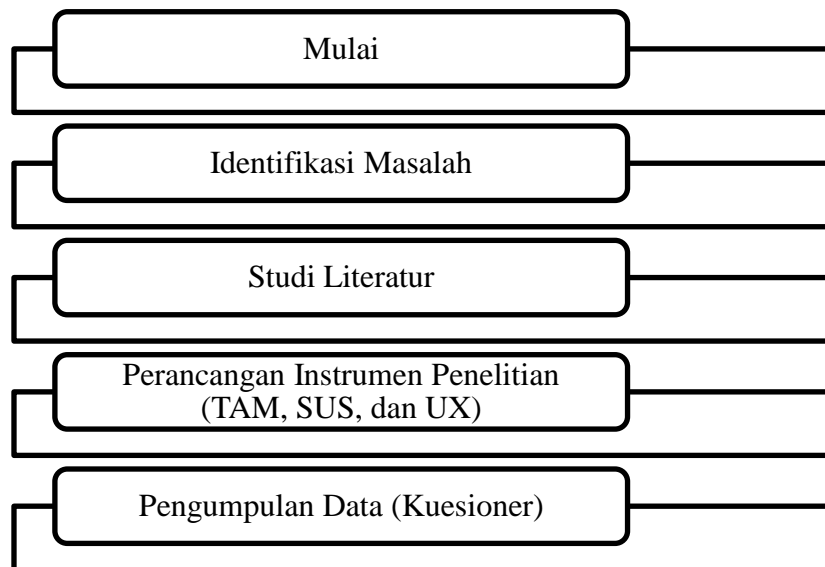 Mulai
Identifikasi Masalah
Studi Literatur
Perancangan Instrumen Penelitian
(TAM, SUS, dan UX)
Pengumpulan Data (Kuesioner)